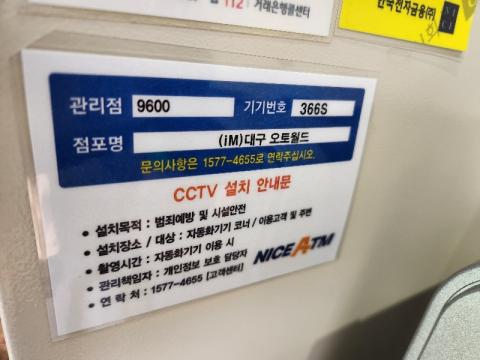 112 거래은행콜센터
한국전자금융(주)
관리점 9600 기기번호 366S
점포명 (iM)대구 오토월드
문의사항은 1577-4655로 연락주십시오.
CCTV 설치 안내문
• 설치목적 : 범죄예방 및 시설안전
• 설치장소 / 대상 : 자동화기기 코너 / 이용고객 및 주변
• 촬영시간 : 자동화기기 이용 시
• 관리책임자 : 개인정보 보호 담당자
• 연 락 처 : 1577-4655 [고객센터]
NICE ATM